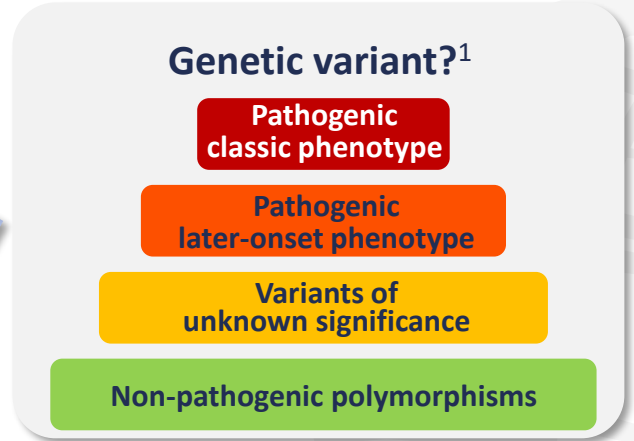 Genetic variant?¹
Pathogenic
classic phenotype
Pathogenic
later-onset phenotype
Variants of
unknown significance
Non-pathogenic polymorphisms